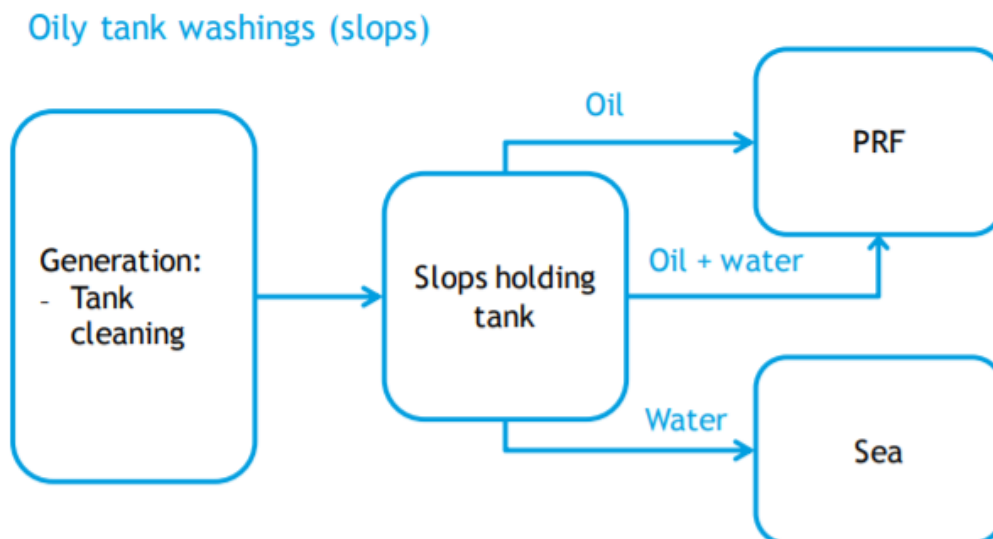 Oily tank washings (slops)
Oil
PRF
Generation:
- Tank
cleaning
Slops holding
tank
Oil + water
Water
Sea